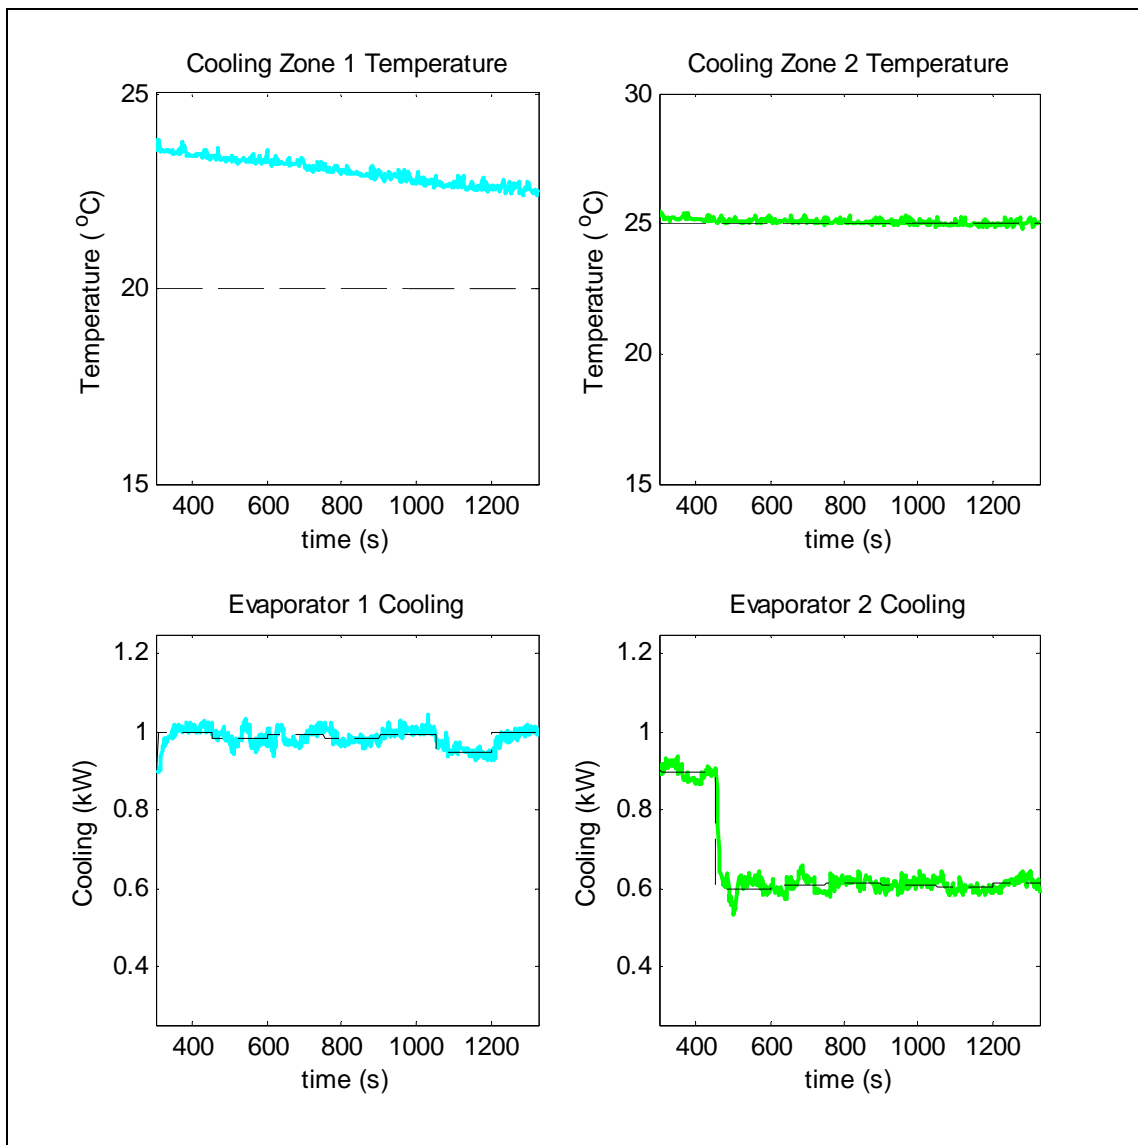 Cooling Zone 1 Temperature
25
20
15
Temperature ( °C)
400 600 800 1000 1200
time (s)
Cooling Zone 2 Temperature
30
25
20
15
Temperature ( °C)
400 600 800 1000 1200
time (s)
Evaporator 1 Cooling
1.2
1
0.8
0.6
0.4
Cooling (kW)
400 600 800 1000 1200
time (s)
Evaporator 2 Cooling
1.2
1
0.8
0.6
0.4
Cooling (kW)
400 600 800 1000 1200
time (s)